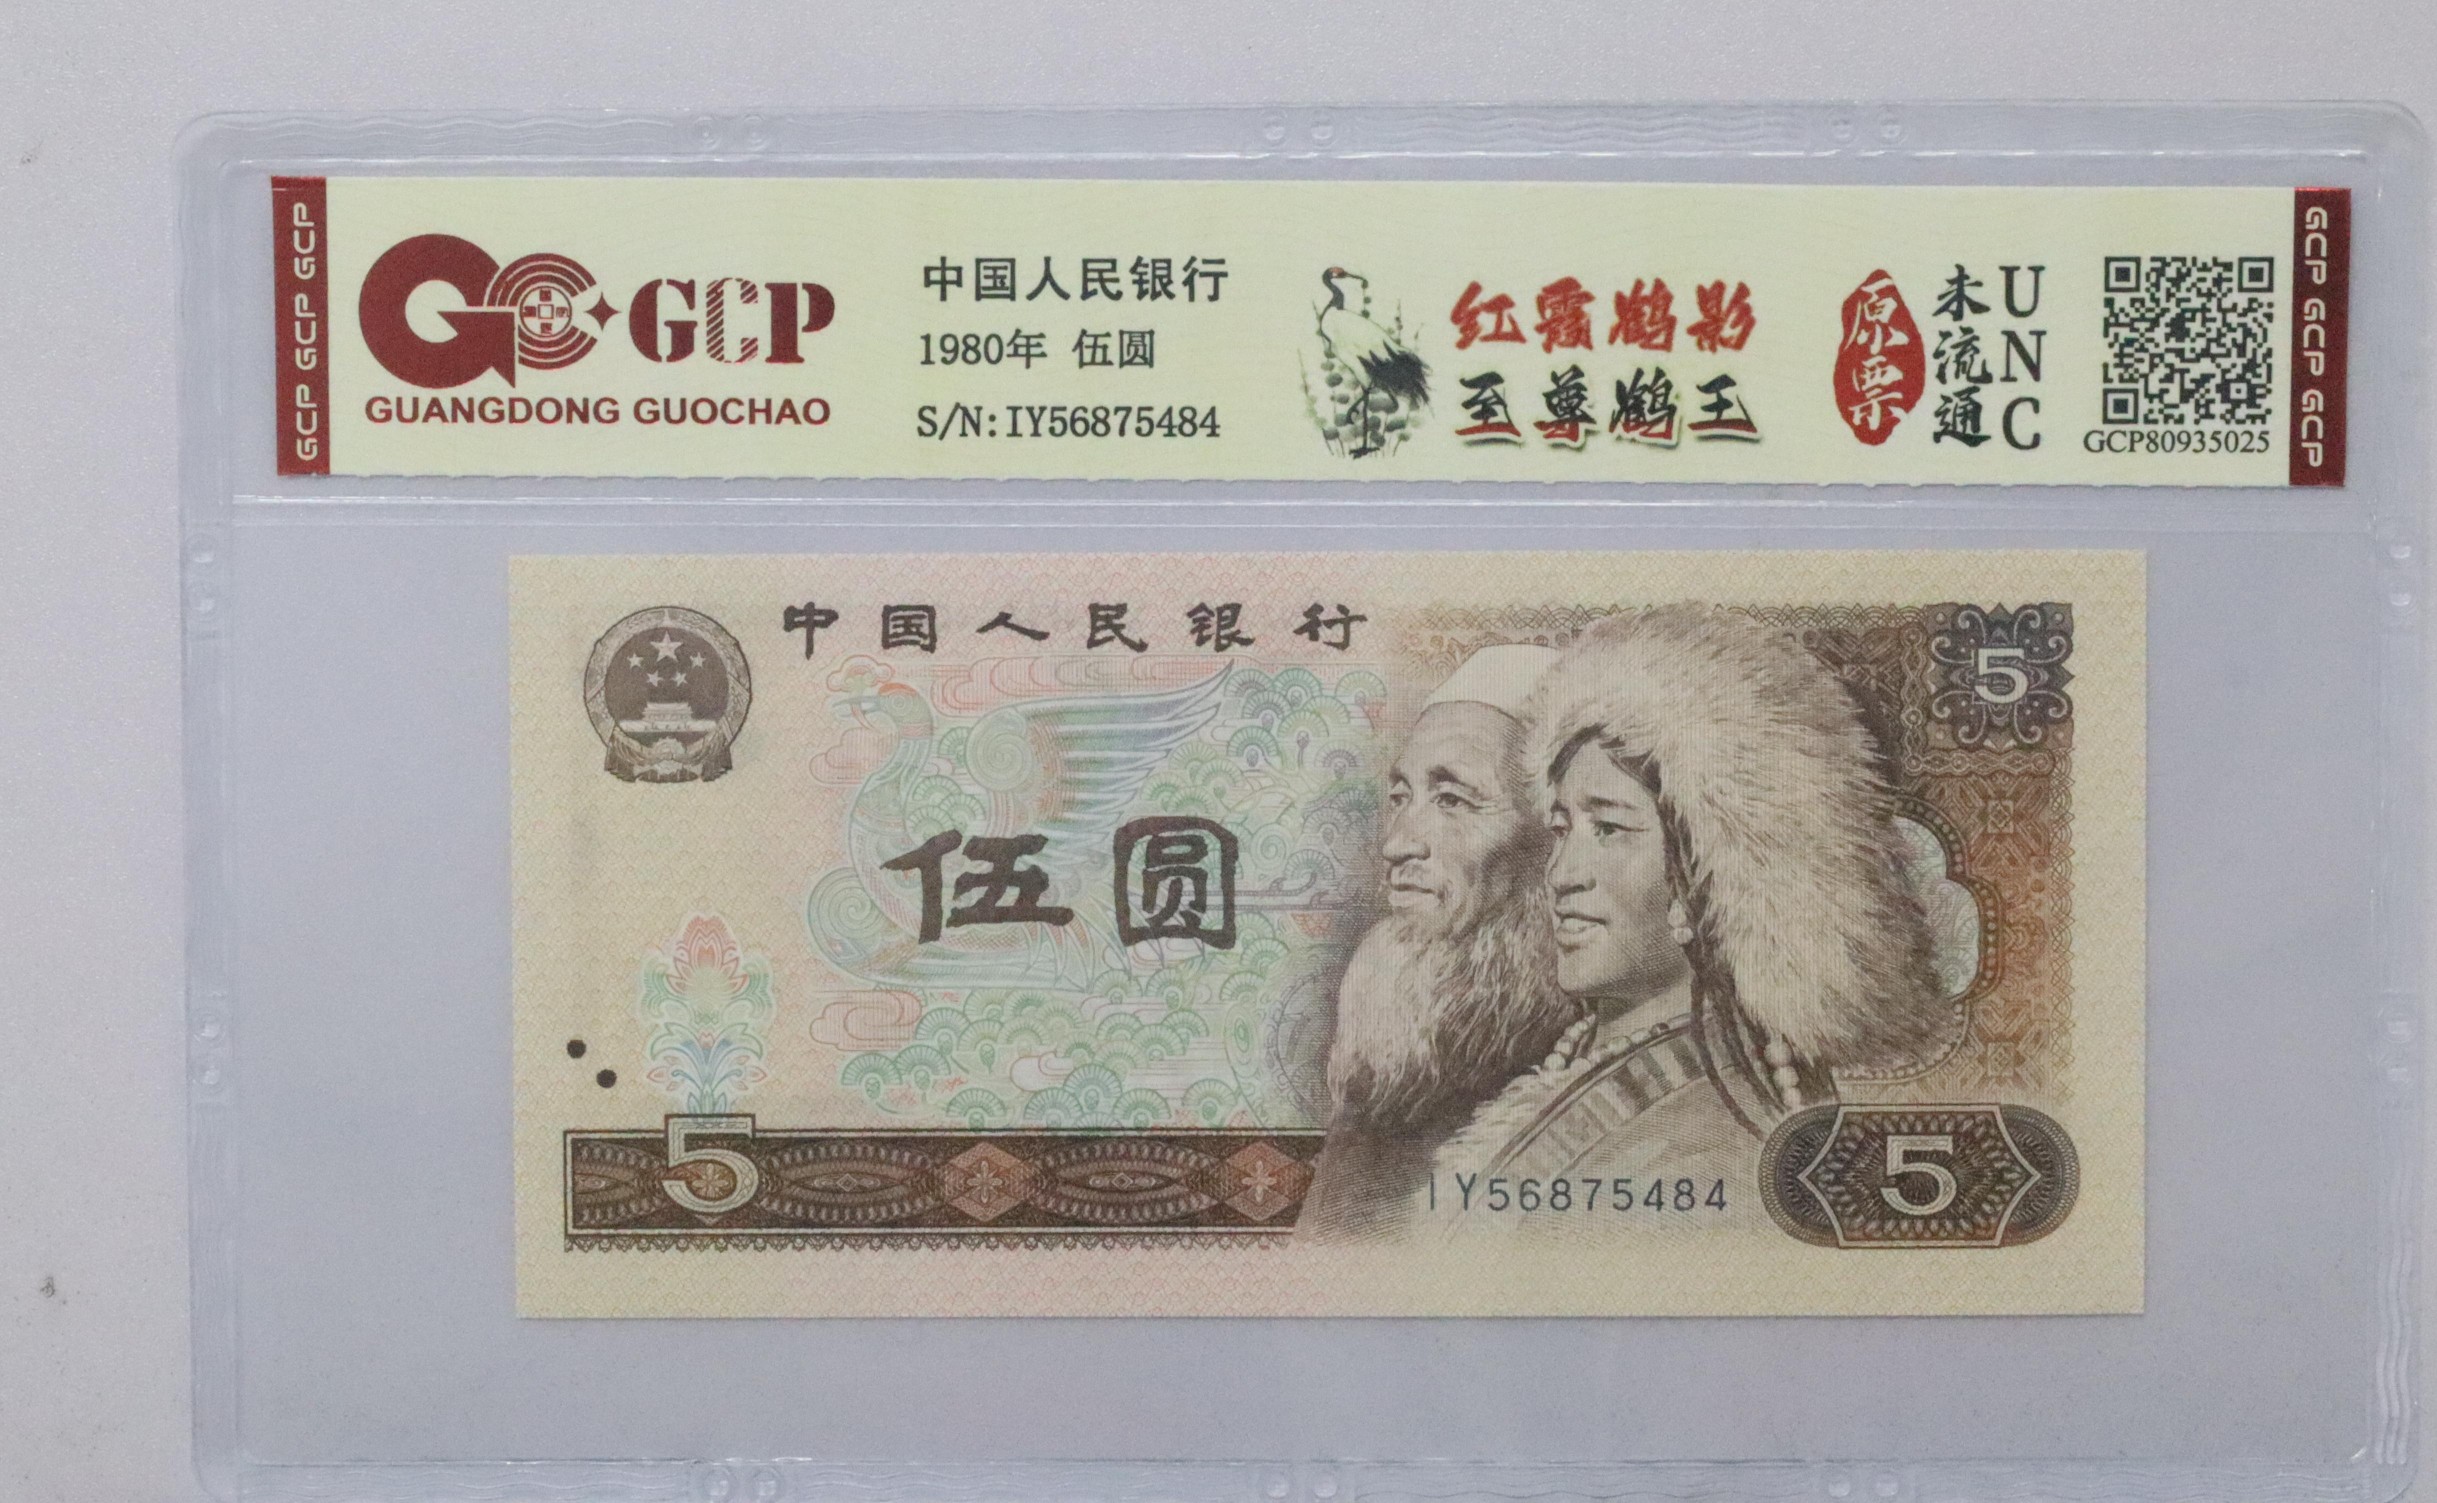 GCP GCP GCP
GCP
GUANGDONG GUOCHAO
中国人民银行
1980年 伍圆
S/N:IY56875484
红霞鹤影
至尊鹤王
原票
未流通
UNC
GCP80935025
GCP GCP GCP
中国人民银行
5
伍圆
5
IY56875484
5